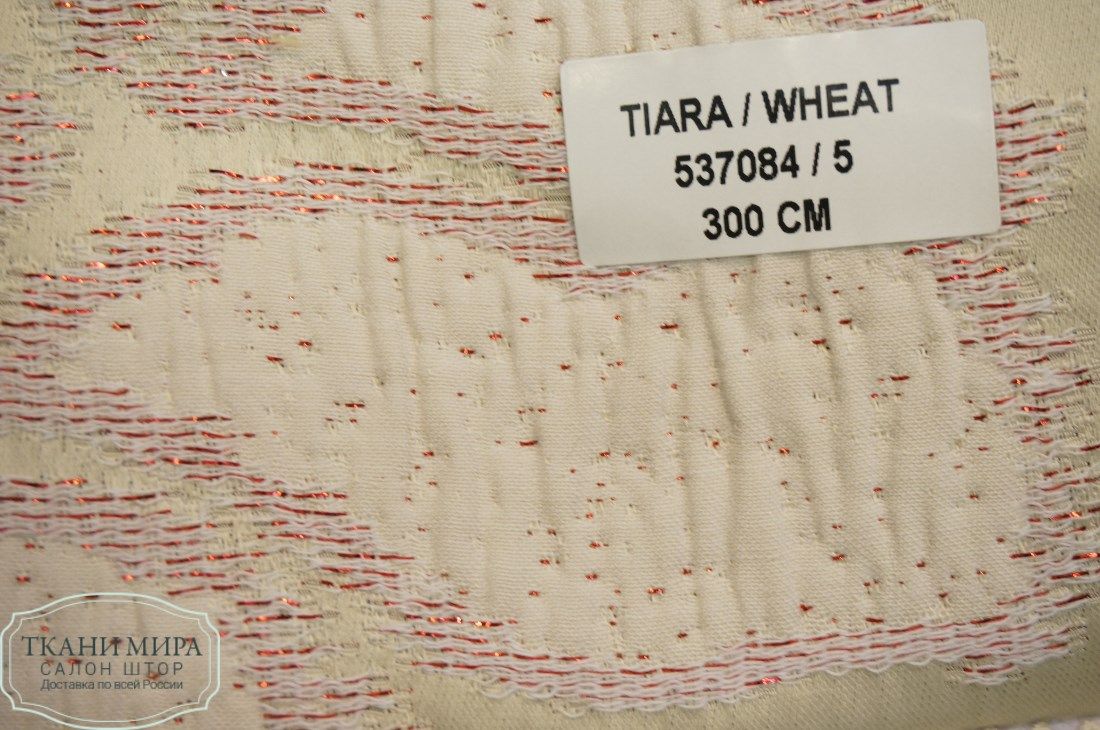 TIARA / WHEAT
537084 / 5
300 CM
ТКАНИ МИРА
САЛОН ШТОР
Доставка по всей России